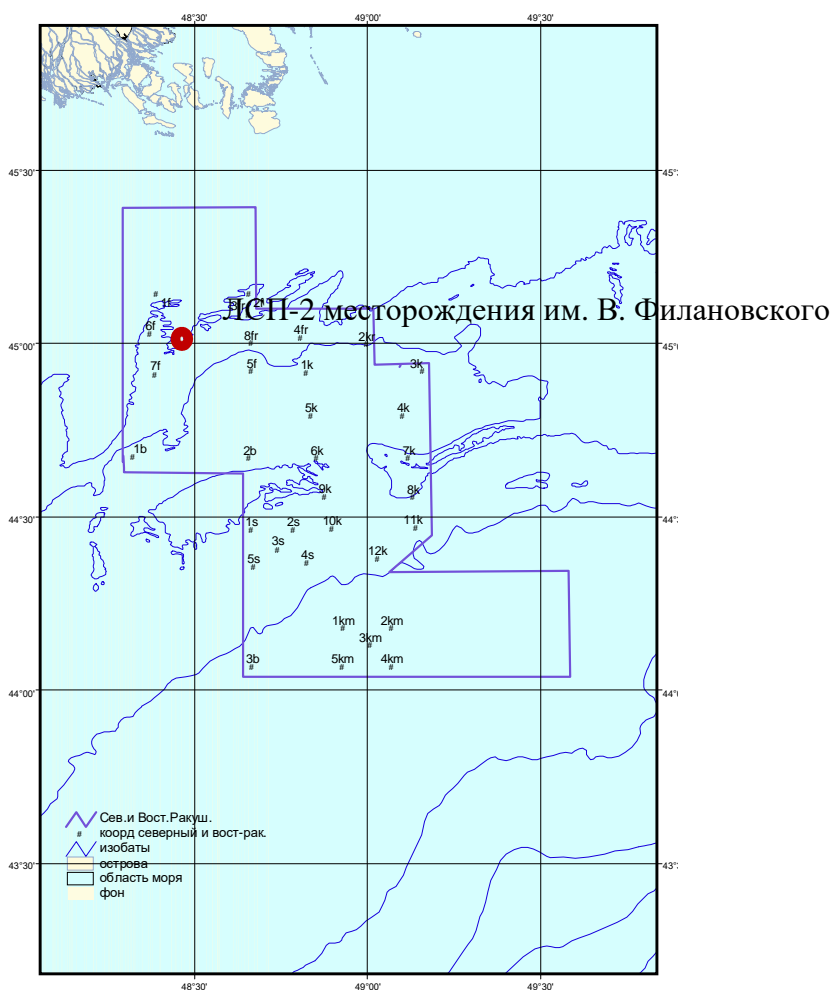 48°30' 49°00' 49°30'
45°30'
1f 2f
ЛСП-2 месторождения им. В. Филановского
6f 8fr 4fr 2kr
45°00'
7f 5f 1k 3k
5k 4k
1b 2b 6k 7k
9k 8k
44°30'
1s 2s 10k 11k
3s
5s 4s 12k
1km 2km
3km
3b 5km 4km
44°00'
Сев.и Вост.Ракуш.
# коорд северный и вост-рак.
изобаты
острова
43°30'
область моря
фон
48°30' 49°00' 49°30'